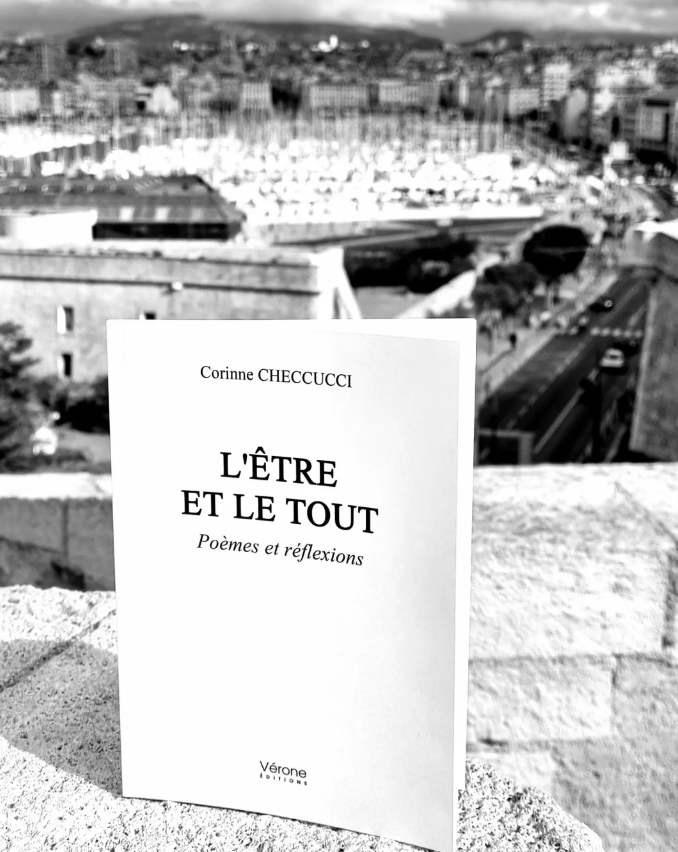 Corinne CHECCUCCI
L'ÊTRE
ET LE TOUT
Poèmes et réflexions
Vérone
ÉDITIONS